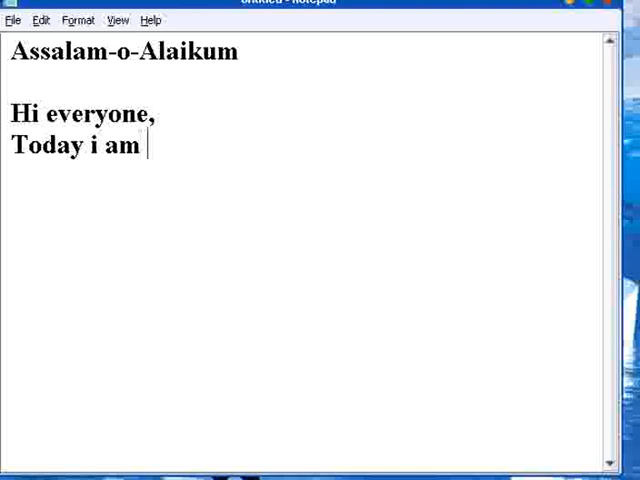 File Edit Format View Help
Assalam-o-Alaikum
Hi everyone,
Today i am